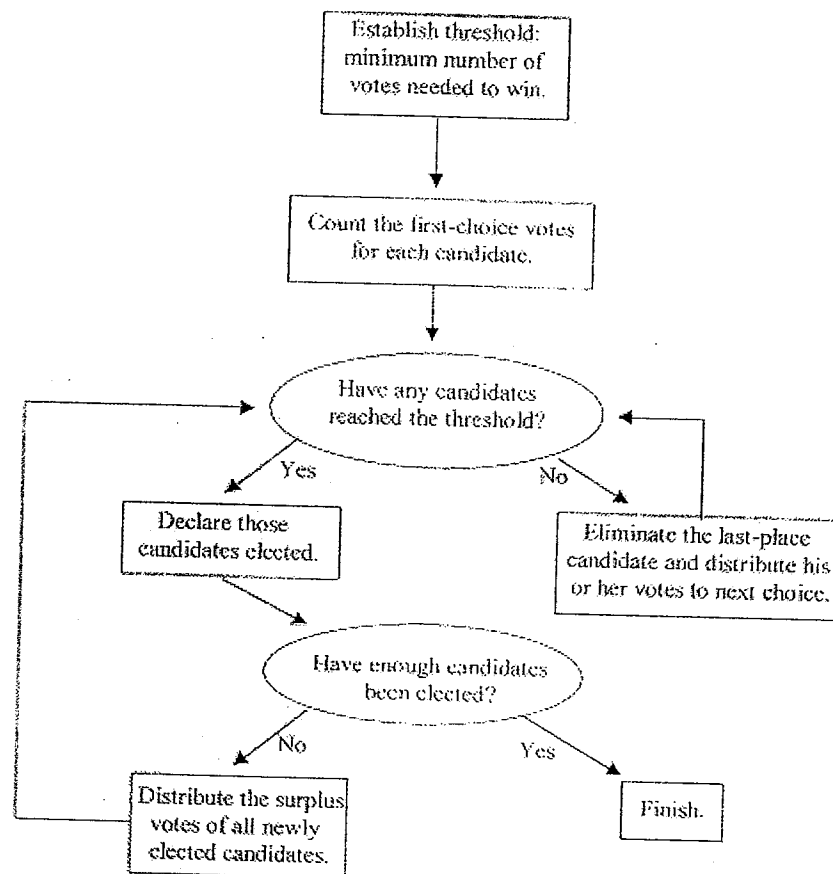 Establish threshold:
minimum number of
votes needed to win.
Count the first-choice votes
for each candidate.
Have any candidates
reached the threshold?
Yes
No
Declare those
candidates elected.
Eliminate the last-place
candidate and distribute his
or her votes to next choice.
Have enough candidates
been elected?
No
Yes
Distribute the surplus
votes of all newly
elected candidates.
Finish.